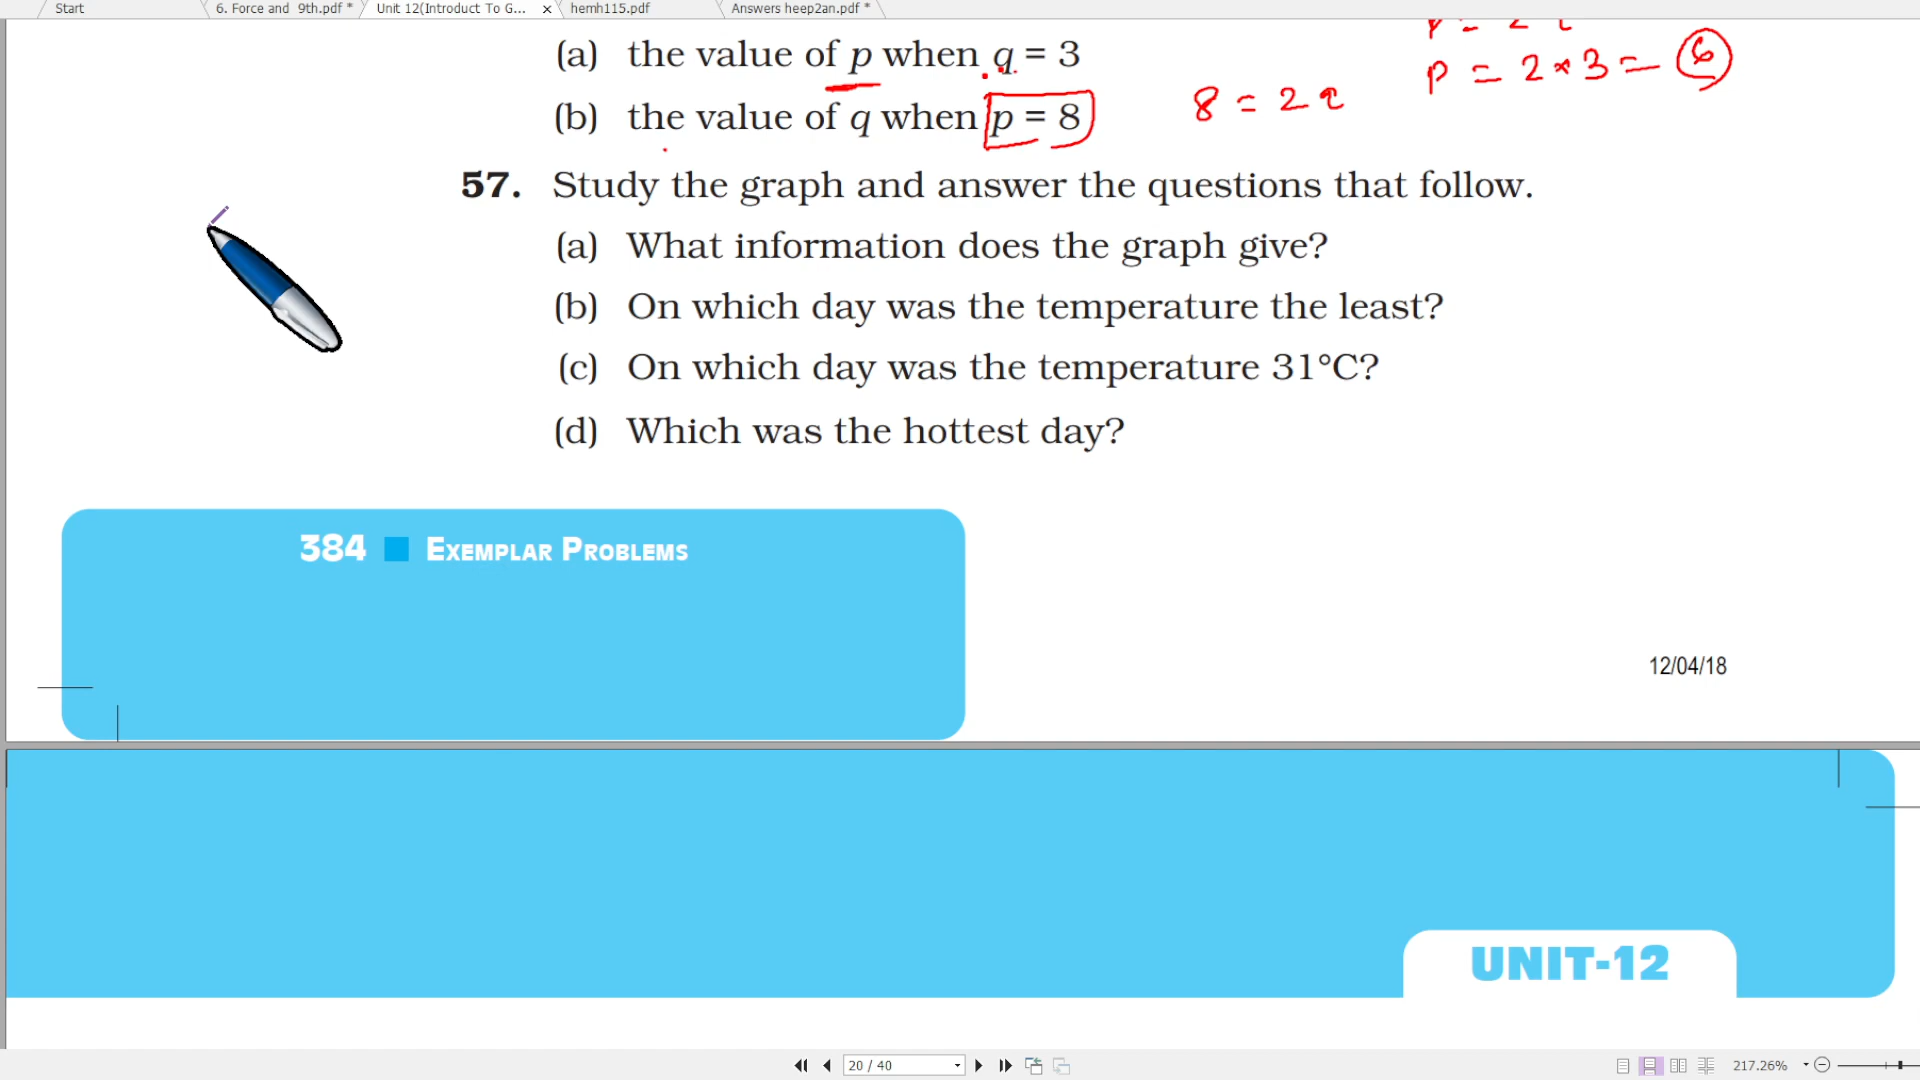 Start 6. Force and 9th.pdf * Unit 12(Introduct To G... × hemh115.pdf Answers heep2an.pdf *
(a) the value of p when q = 3
p = 2 * 3 = 6
(b) the value of q when p = 8
8 = 2 q
57. Study the graph and answer the questions that follow.
(a) What information does the graph give?
(b) On which day was the temperature the least?
(c) On which day was the temperature 31°C?
(d) Which was the hottest day?
384 EXEMPLAR PROBLEMS
12/04/18
UNIT-12
20 / 40 217.26%